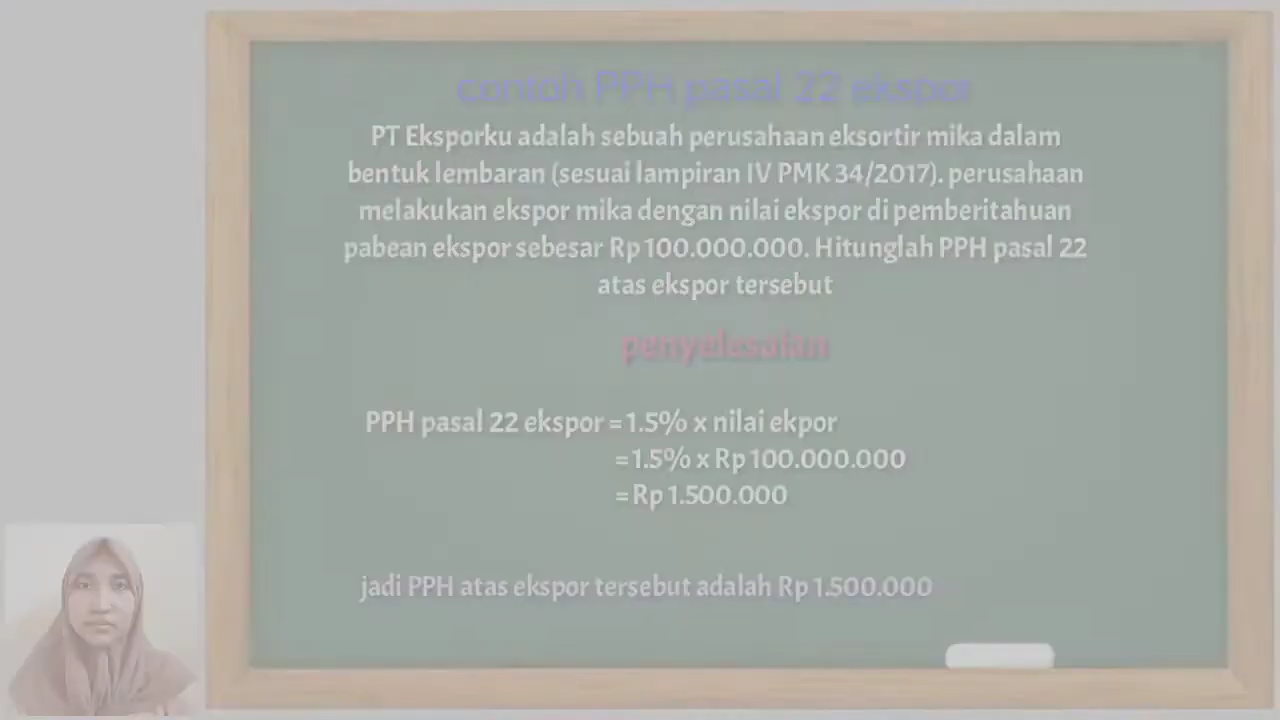 contoh PPH pasal 22 ekspor
PT Eksporku adalah sebuah perusahaan eksortir mika dalam
bentuk lembaran (sesuai lampiran IV PMK 34/2017). perusahaan
melakukan ekspor mika dengan nilai ekspor di pemberitahuan
pabean ekspor sebesar Rp 100.000.000. Hitunglah PPH pasal 22
atas ekspor tersebut
penyelesaian
PPH pasal 22 ekspor = 1.5% x nilai ekpor
= 1.5% x Rp 100.000.000
= Rp 1.500.000
jadi PPH atas ekspor tersebut adalah Rp 1.500.000